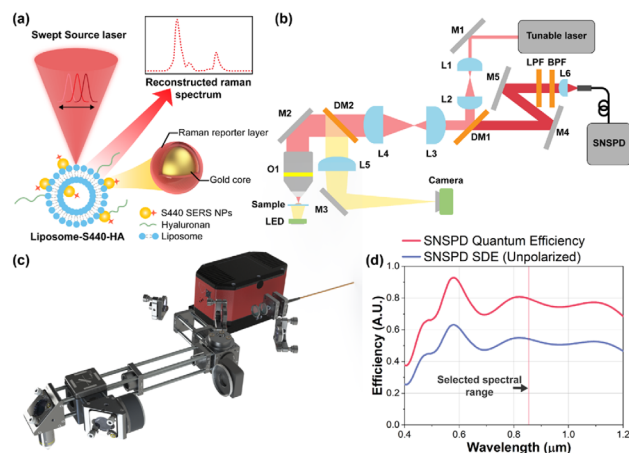 (a)
Swept Source laser
Reconstructed raman
spectrum
Raman reporter layer
Gold core
S440 SERS NPs
Hyaluronan
Liposome
Liposome-S440-HA
(b)
M1
Tunable laser
L1
L2
M5
LPF BPF
L6
M2
DM2
L4
L3
DM1
M4
SNSPD
O1
L5
Sample
LED
M3
Camera
(c)
SNSPD Quantum Efficiency
SNSPD SDE (Unpolarized)
(d)
Efficiency (A.U.)
0.8
0.6
0.4
0.2
0.0
Selected spectral
range
0.4 0.6 0.8 1.0 1.2
Wavelength (μm)